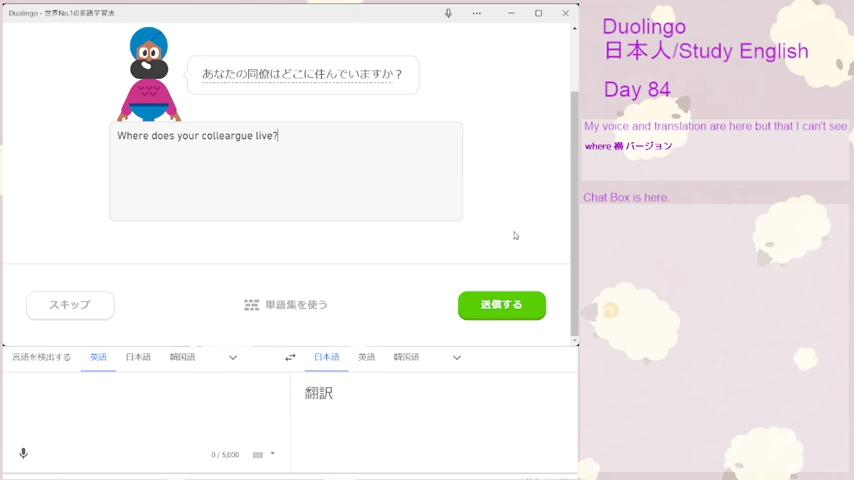 Duolingo - 世界No.1の英語学習法
あなたの同僚はどこに住んでいますか？
Where does your colleargue live?
スキップ
単語集を使う
送信する
言語を検出する 英語 日本語 韓国語
日本語 英語 韓国語
翻訳
0 / 5,000
Duolingo
日本人/Study English
Day 84
My voice and translation are here but that I can't see
where 横 バージョン
Chat Box is here.